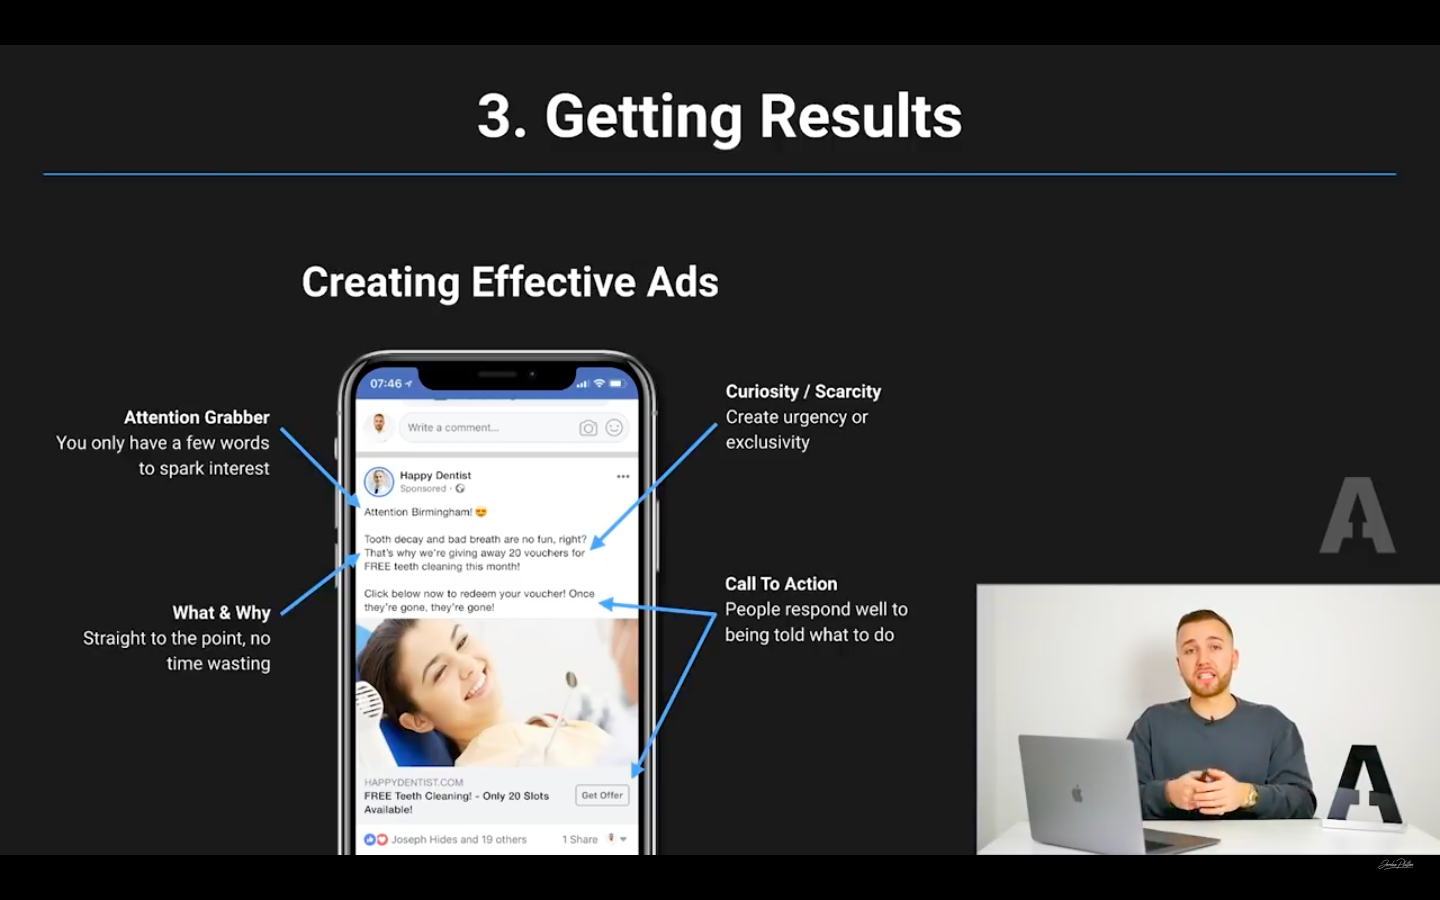 3. Getting Results
Creating Effective Ads
Attention Grabber
You only have a few words
to spark interest
What & Why
Straight to the point, no
time wasting
07:46
Write a comment...
Happy Dentist
Sponsored ·
Attention Birmingham! 😍
Tooth decay and bad breath are no fun, right?
That's why we're giving away 20 vouchers for
FREE teeth cleaning this month!
Click below now to redeem your voucher! Once
they're gone, they're gone!
HAPPYDENTIST.COM
FREE Teeth Cleaning! - Only 20 Slots
Available!
Get Offer
Joseph Hides and 19 others
1 Share
Curiosity / Scarcity
Create urgency or
exclusivity
Call To Action
People respond well to
being told what to do
A
A